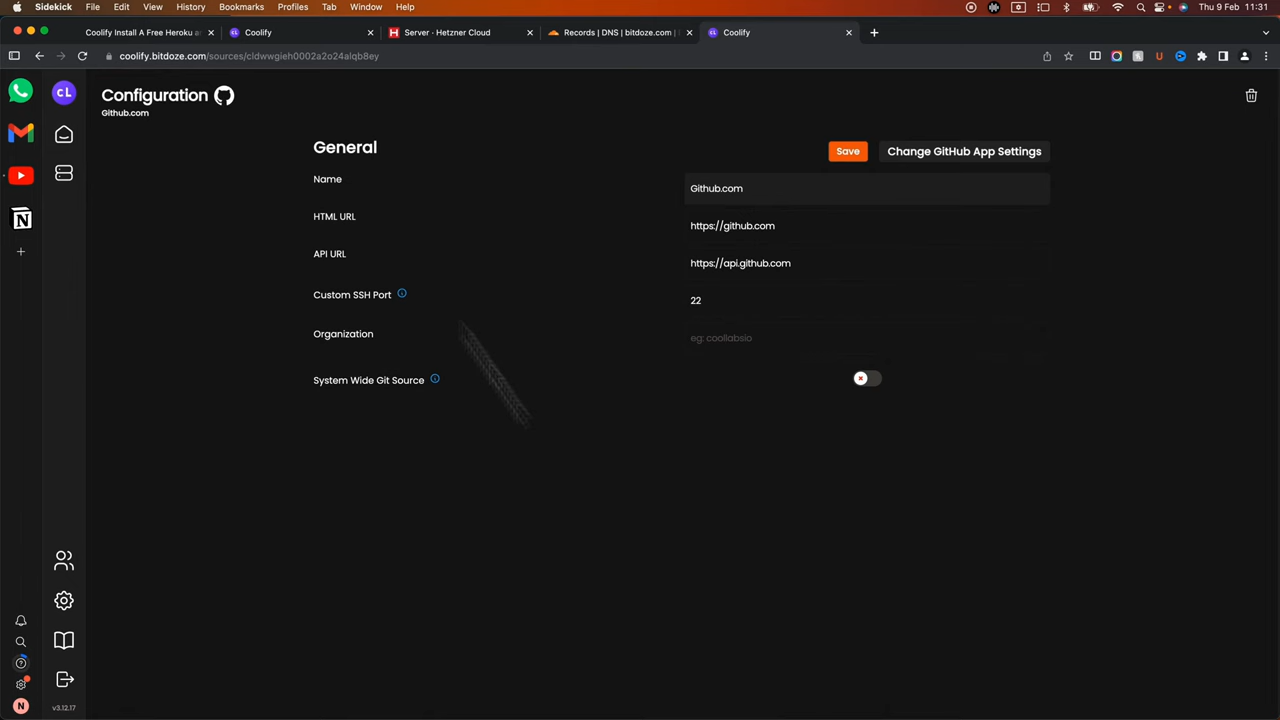 Sidekick File Edit View History Bookmarks Profiles Tab Window Help Thu 9 Feb 11:31
Coolify Install A Free Heroku a Coolify Server · Hetzner Cloud Records | DNS | bitdoze.com | Coolify
coolify.bitdoze.com/sources/cldwwgieh0002a2o24alqb8ey
cL
Configuration
Github.com
General
Save
Change GitHub App Settings
Name
Github.com
HTML URL
https://github.com
API URL
https://api.github.com
Custom SSH Port
22
Organization
eg: coollabsio
System Wide Git Source
N
v3.12.17